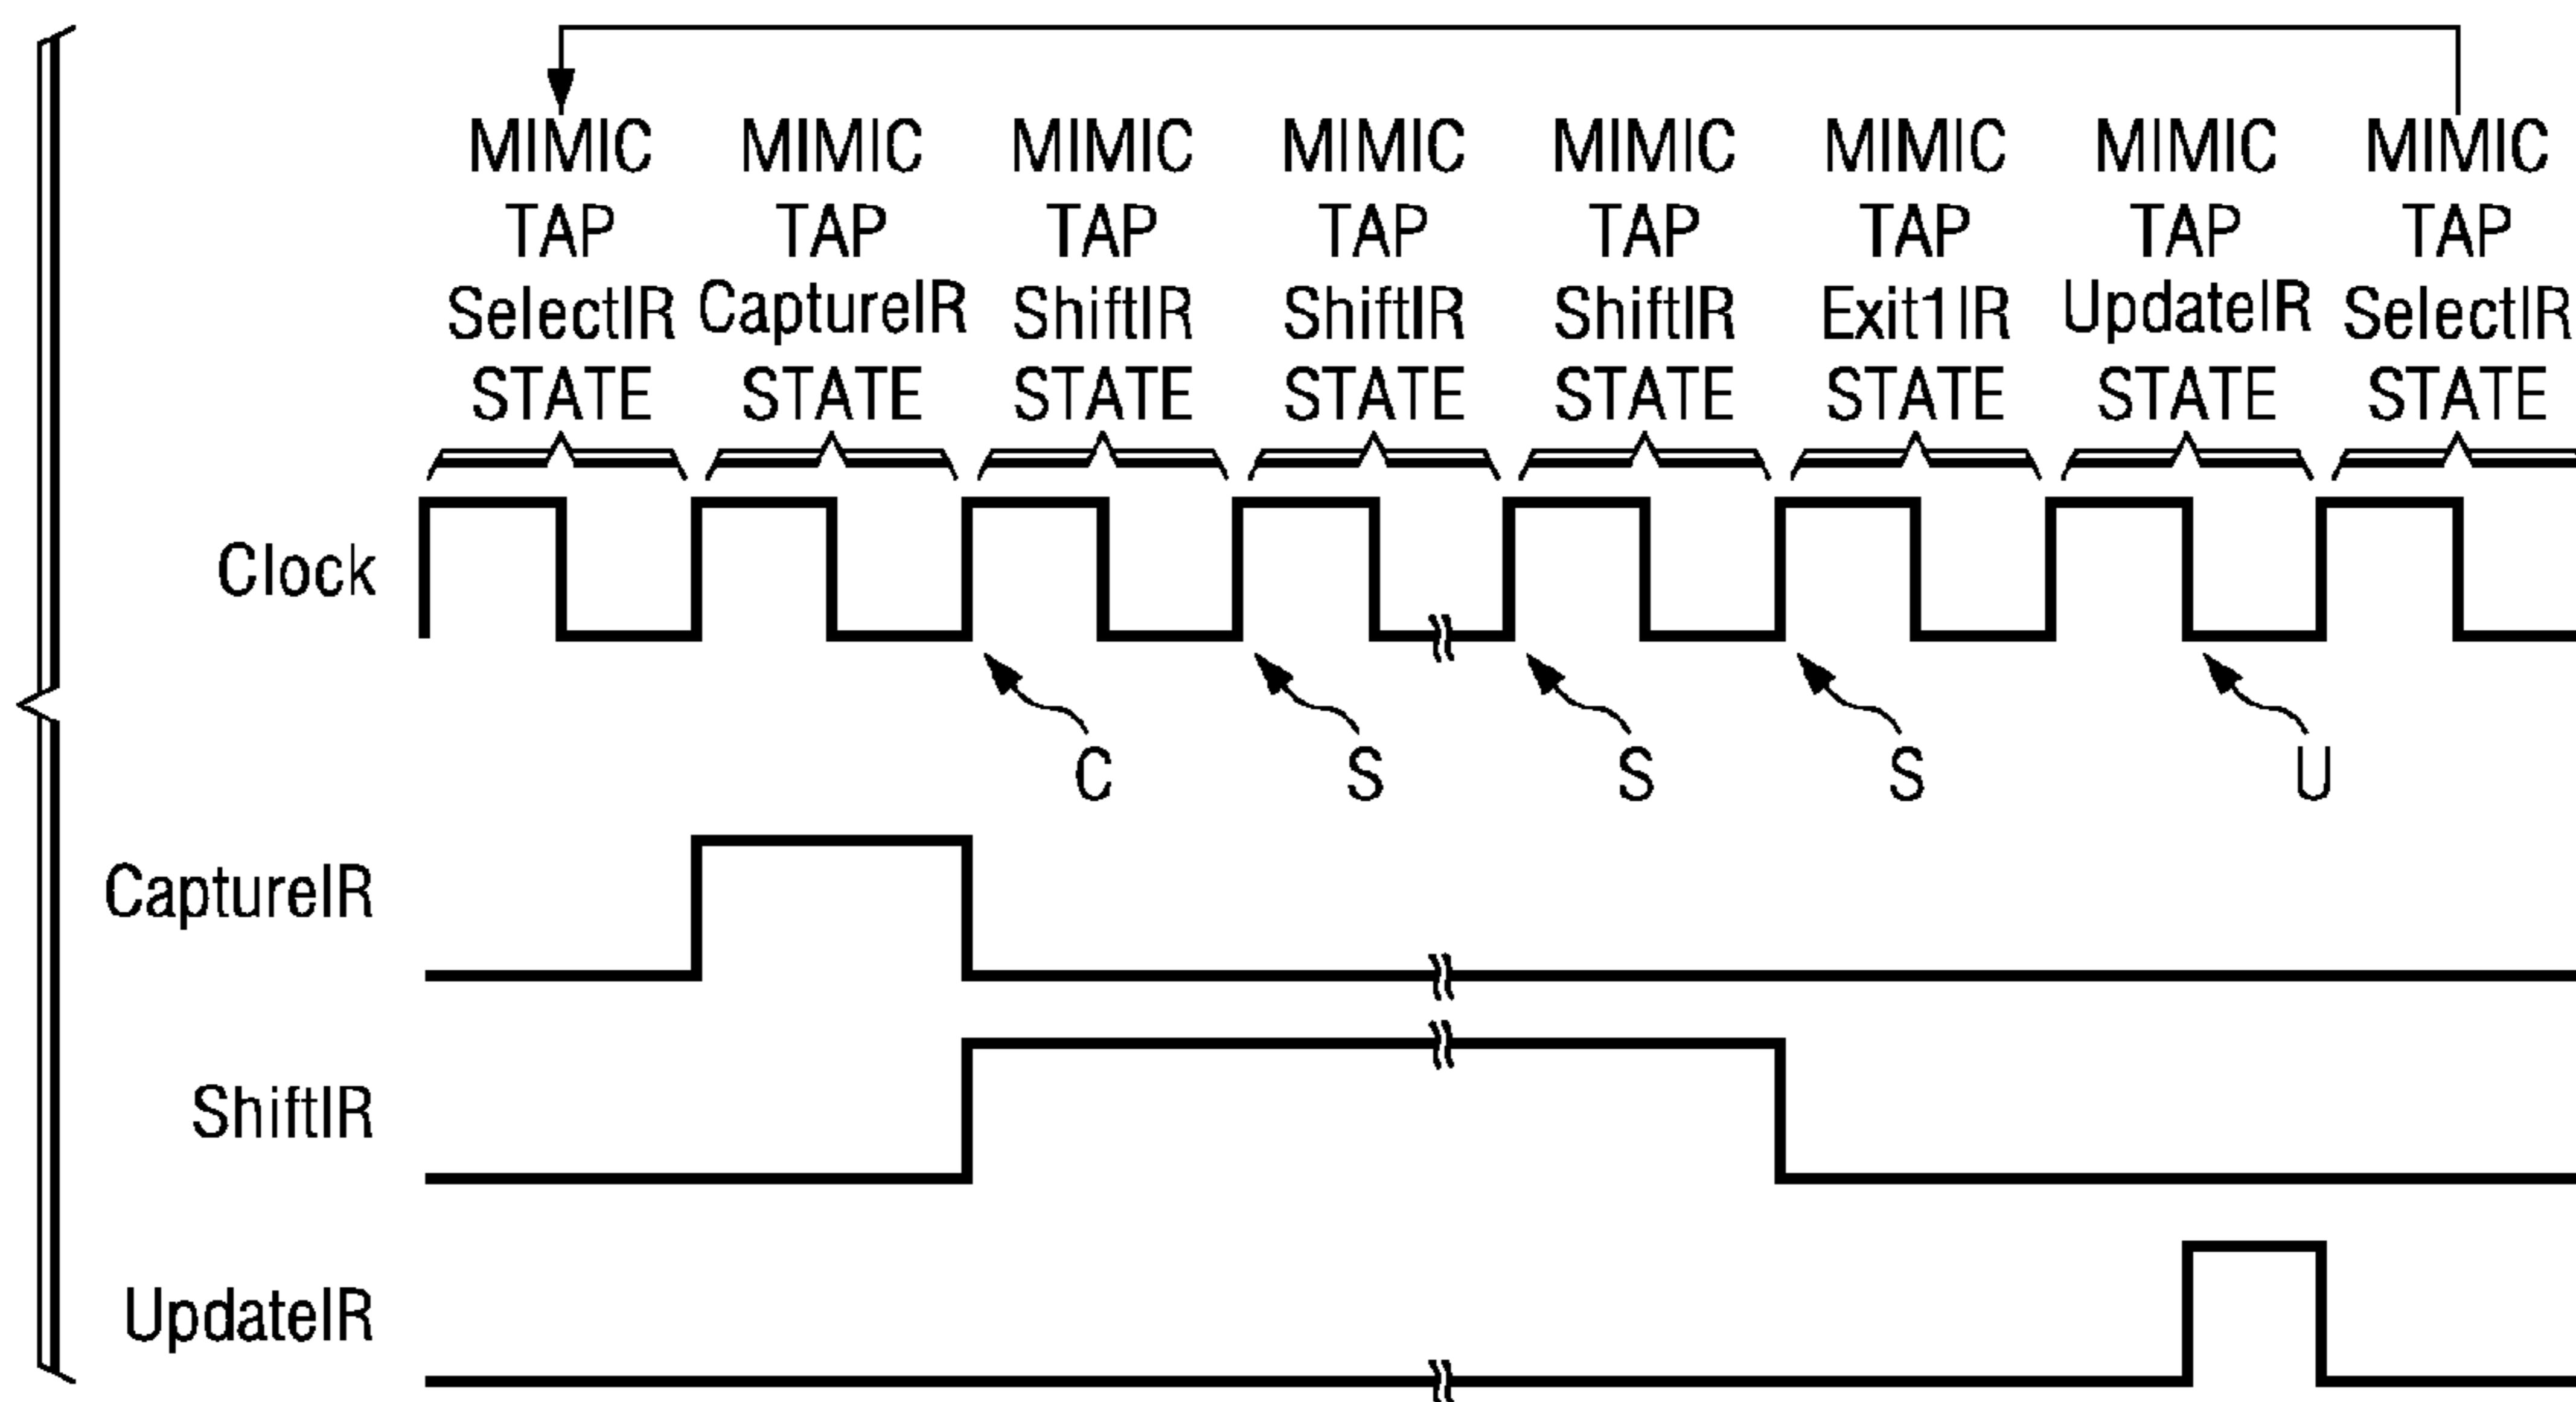 MIMIC MIMIC MIMIC MIMIC MIMIC MIMIC MIMIC MIMIC
TAP TAP TAP TAP TAP TAP TAP TAP
SelectIR CaptureIR ShiftIR ShiftIR ShiftIR Exit1IR UpdateIR SelectIR
STATE STATE STATE STATE STATE STATE STATE STATE
Clock
C S S S U
CaptureIR
ShiftIR
UpdateIR